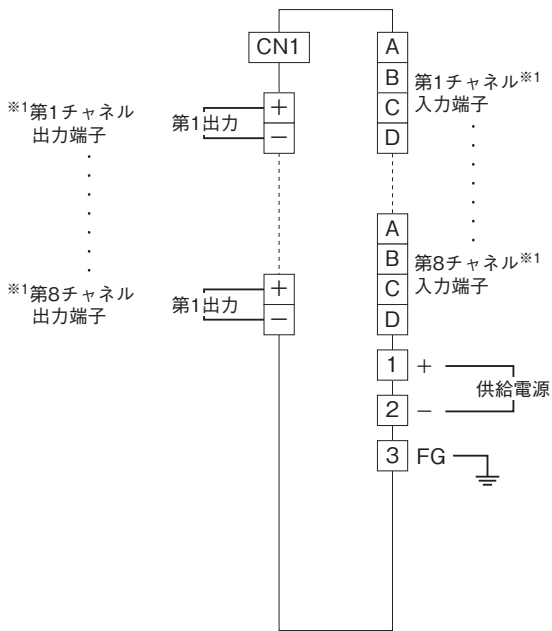 CN1
A
B
C
D
第1チャネル※1
入力端子
※1第1チャネル
出力端子
第1出力
+
−
A
B
C
D
第8チャネル※1
入力端子
※1第8チャネル
出力端子
第1出力
+
−
1 +
2 −
供給電源
3 FG